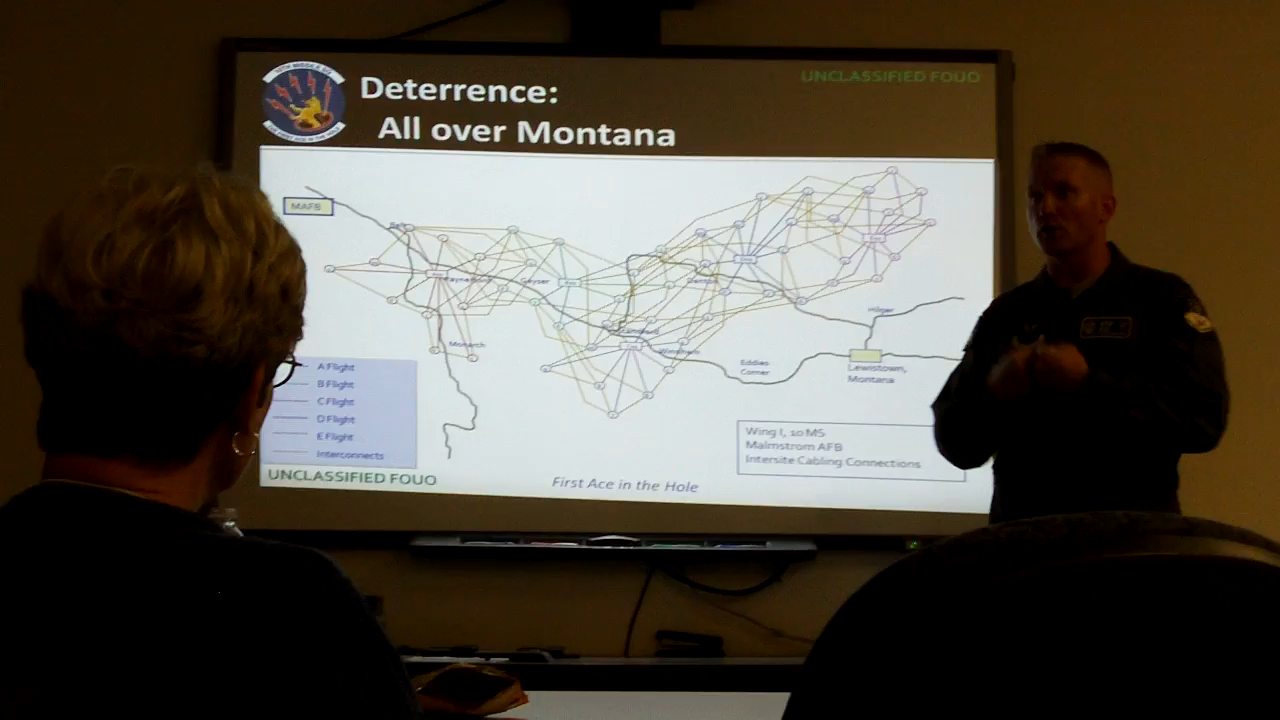 UNCLASSIFIED FOUO
Deterrence:
All over Montana
MAFB
Geyser
Monarch
Windham
Denton
Hilger
Eddies
Corner
Lewistown,
Montana
A Flight
B Flight
C Flight
D Flight
E Flight
Interconnects
Wing I, 10 MS
Malmstrom AFB
Intersite Cabling Connections
UNCLASSIFIED FOUO
First Ace in the Hole